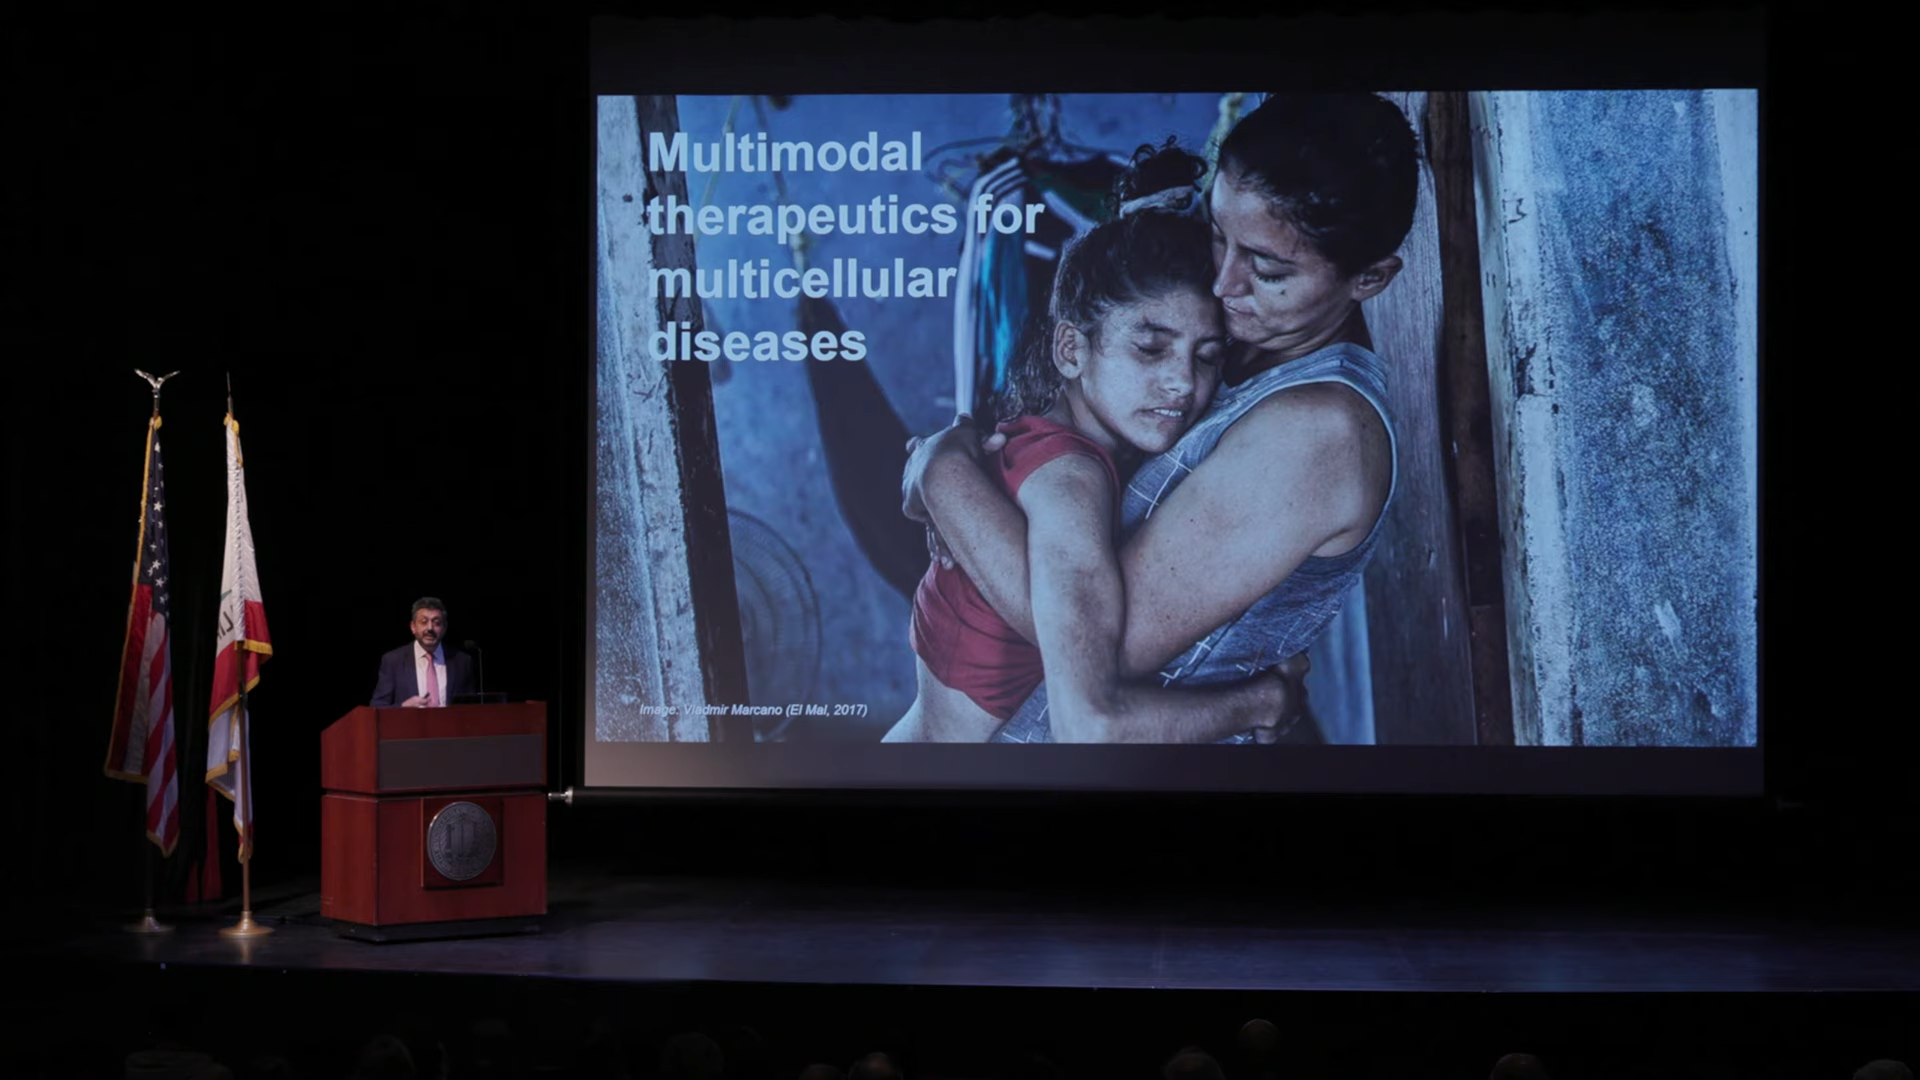 Multimodal
therapeutics for
multicellular
diseases
Image: Vladmir Marcano (El Mal, 2017)